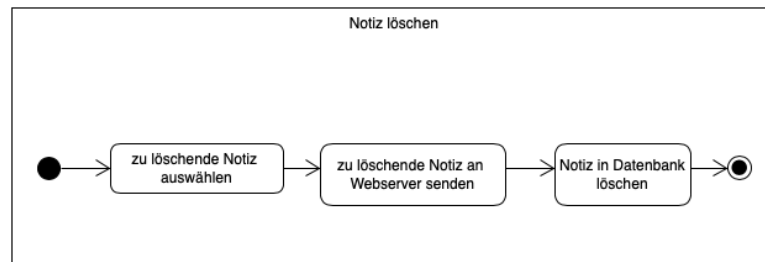 Notiz löschen
zu löschende Notiz
auswählen
zu löschende Notiz an
Webserver senden
Notiz in Datenbank
löschen